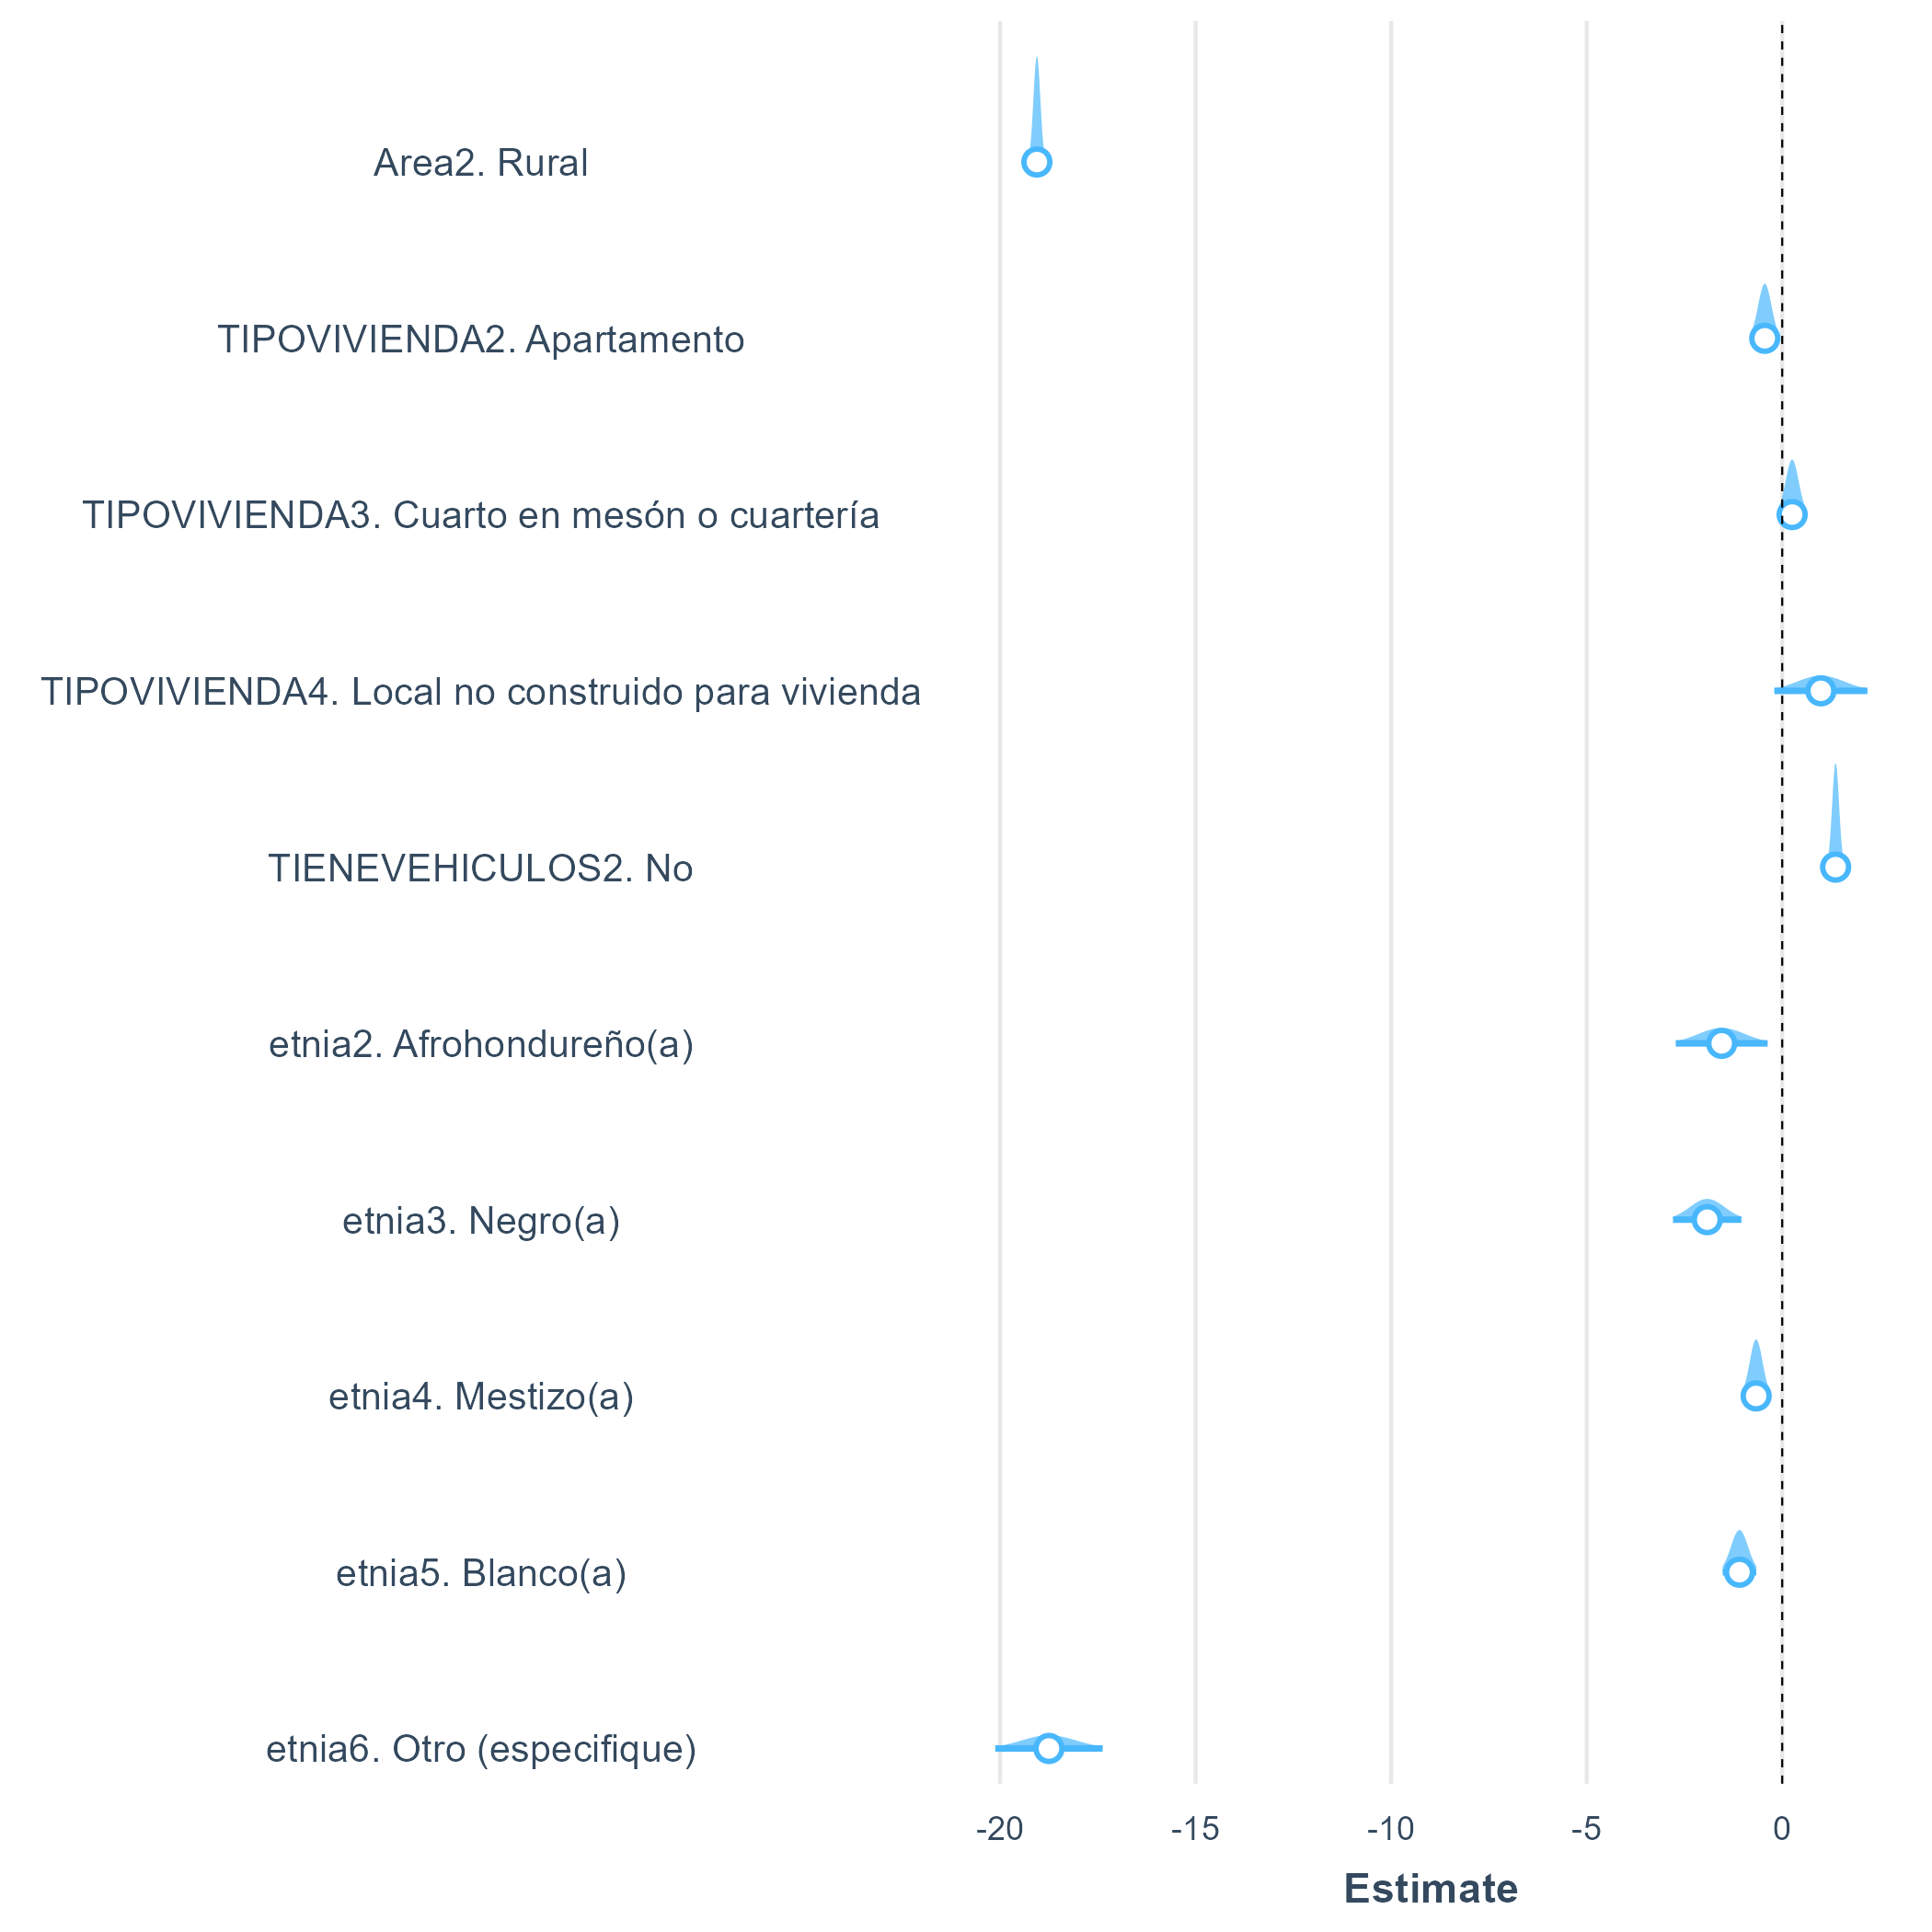 Area2. Rural
TIPOVIVIENDA2. Apartamento
TIPOVIVIENDA3. Cuarto en mesón o cuartería
TIPOVIVIENDA4. Local no construido para vivienda
TIENEVEHICULOS2. No
etnia2. Afrohondureño(a)
etnia3. Negro(a)
etnia4. Mestizo(a)
etnia5. Blanco(a)
etnia6. Otro (especifique)
-20 -15 -10 -5 0
Estimate